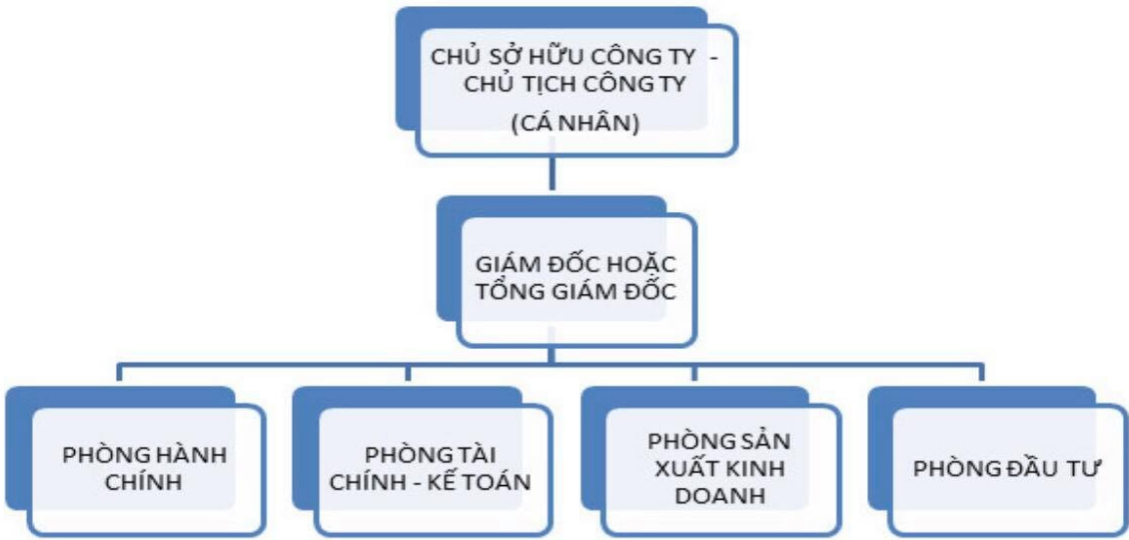 CHỦ SỞ HỮU CÔNG TY -
CHỦ TỊCH CÔNG TY
(CÁ NHÂN)
GIÁM ĐỐC HOẶC
TỔNG GIÁM ĐỐC
PHÒNG HÀNH
CHÍNH
PHÒNG TÀI
CHÍNH - KẾ TOÁN
PHÒNG SẢN
XUẤT KINH
DOANH
PHÒNG ĐẦU TƯ